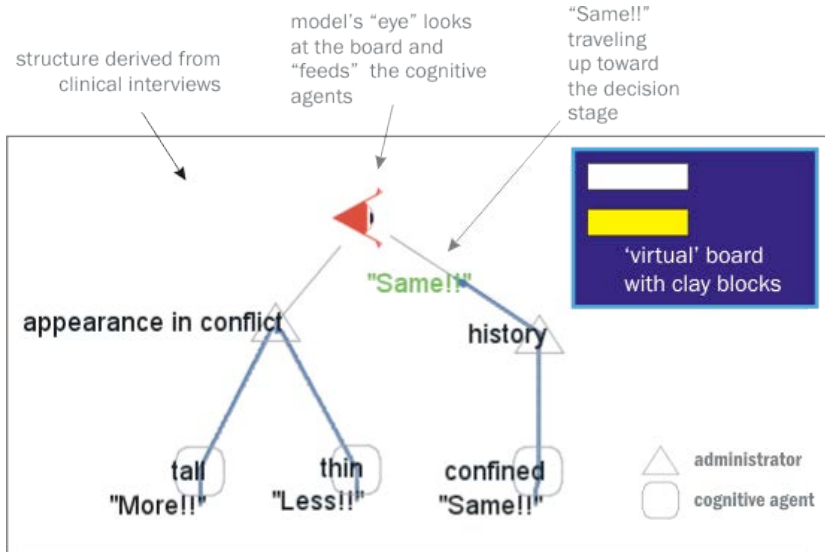 structure derived from
clinical interviews
model's "eye" looks
at the board and
"feeds" the cognitive
agents
"Same!!"
traveling
up toward
the decision
stage
'virtual' board
with clay blocks
"Same!!"
appearance in conflict
history
tall
"More!!"
thin
"Less!!"
confined
"Same!!"
administrator
cognitive agent